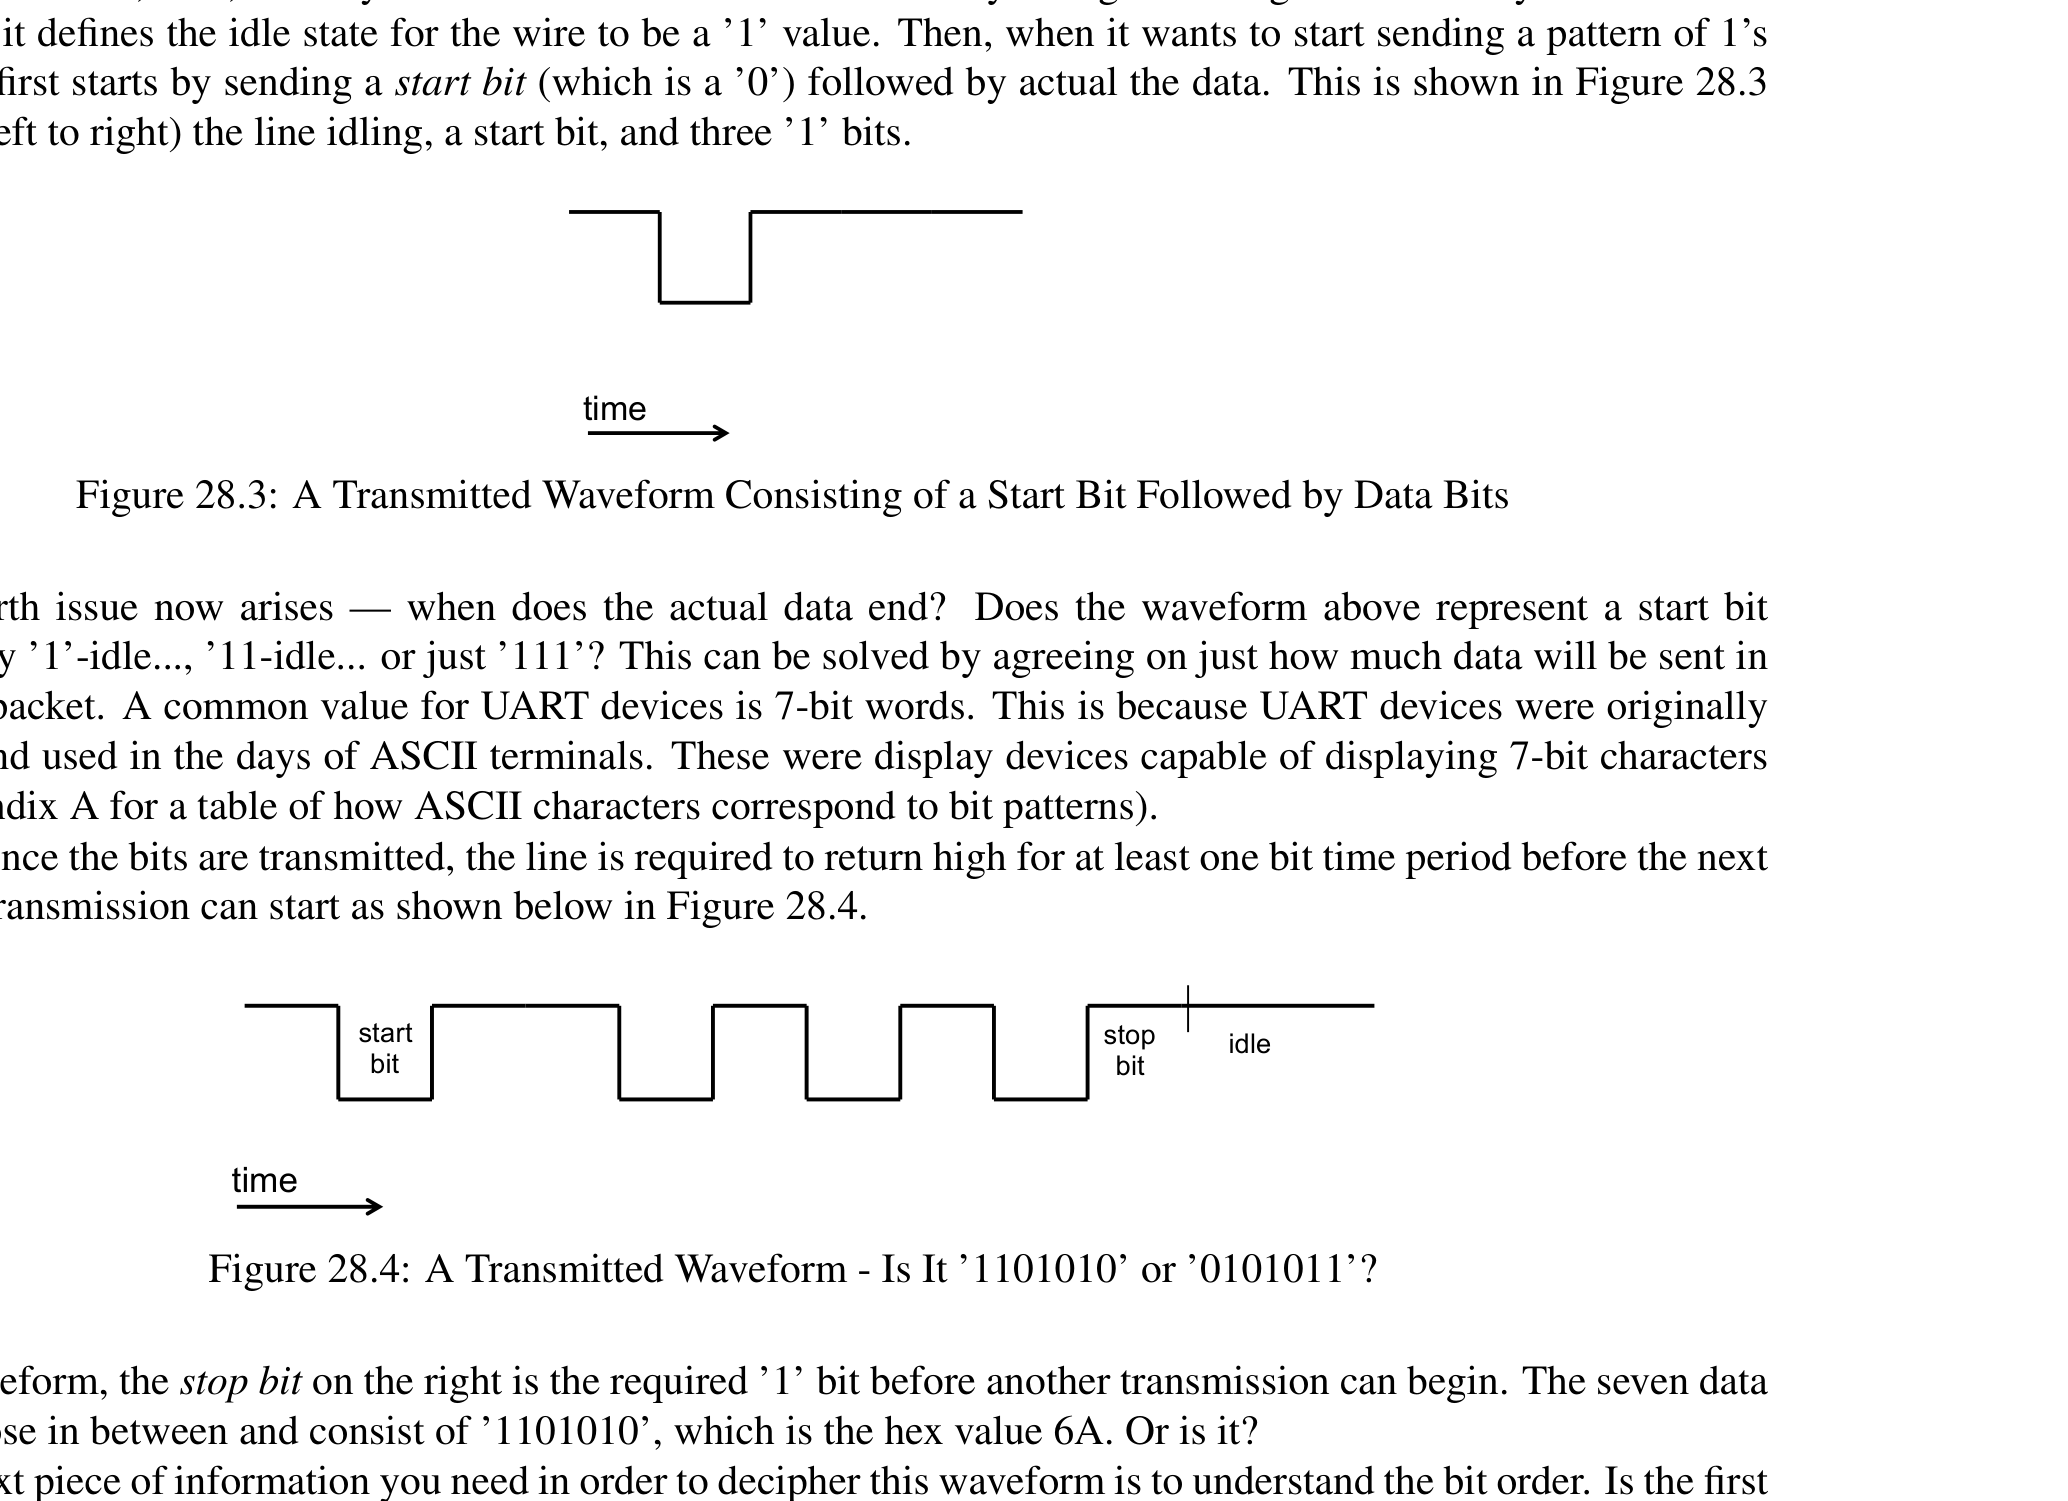 it defines the idle state for the wire to be a ’1’ value. Then, when it wants to start sending a pattern of 1’s
first starts by sending a start bit (which is a ’0’) followed by actual the data. This is shown in Figure 28.3
eft to right) the line idling, a start bit, and three ’1’ bits.
time
Figure 28.3: A Transmitted Waveform Consisting of a Start Bit Followed by Data Bits
rth issue now arises — when does the actual data end? Does the waveform above represent a start bit
y ’1’-idle..., ’11-idle... or just ’111’? This can be solved by agreeing on just how much data will be sent in
packet. A common value for UART devices is 7-bit words. This is because UART devices were originally
nd used in the days of ASCII terminals. These were display devices capable of displaying 7-bit characters
ndix A for a table of how ASCII characters correspond to bit patterns).
nce the bits are transmitted, the line is required to return high for at least one bit time period before the next
ransmission can start as shown below in Figure 28.4.
start
bit
stop
bit
idle
time
Figure 28.4: A Transmitted Waveform - Is It ’1101010’ or ’0101011’?
eform, the stop bit on the right is the required ’1’ bit before another transmission can begin. The seven data
ose in between and consist of ’1101010’, which is the hex value 6A. Or is it?
xt piece of information you need in order to decipher this waveform is to understand the bit order. Is the first